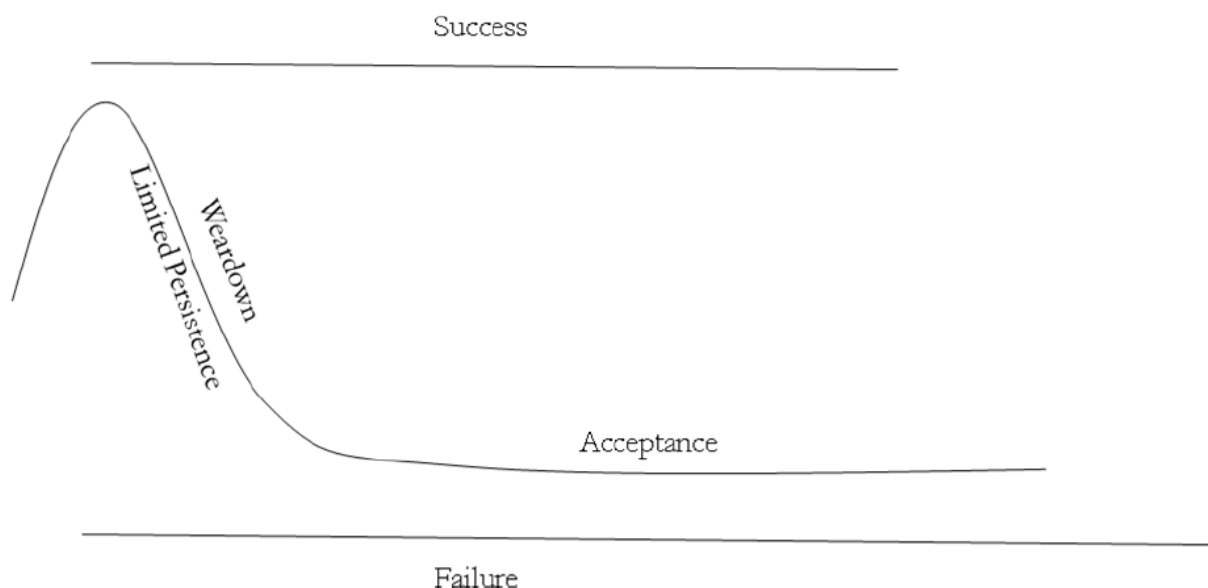 Success
Limited Persistence
Weardown
Acceptance
Failure